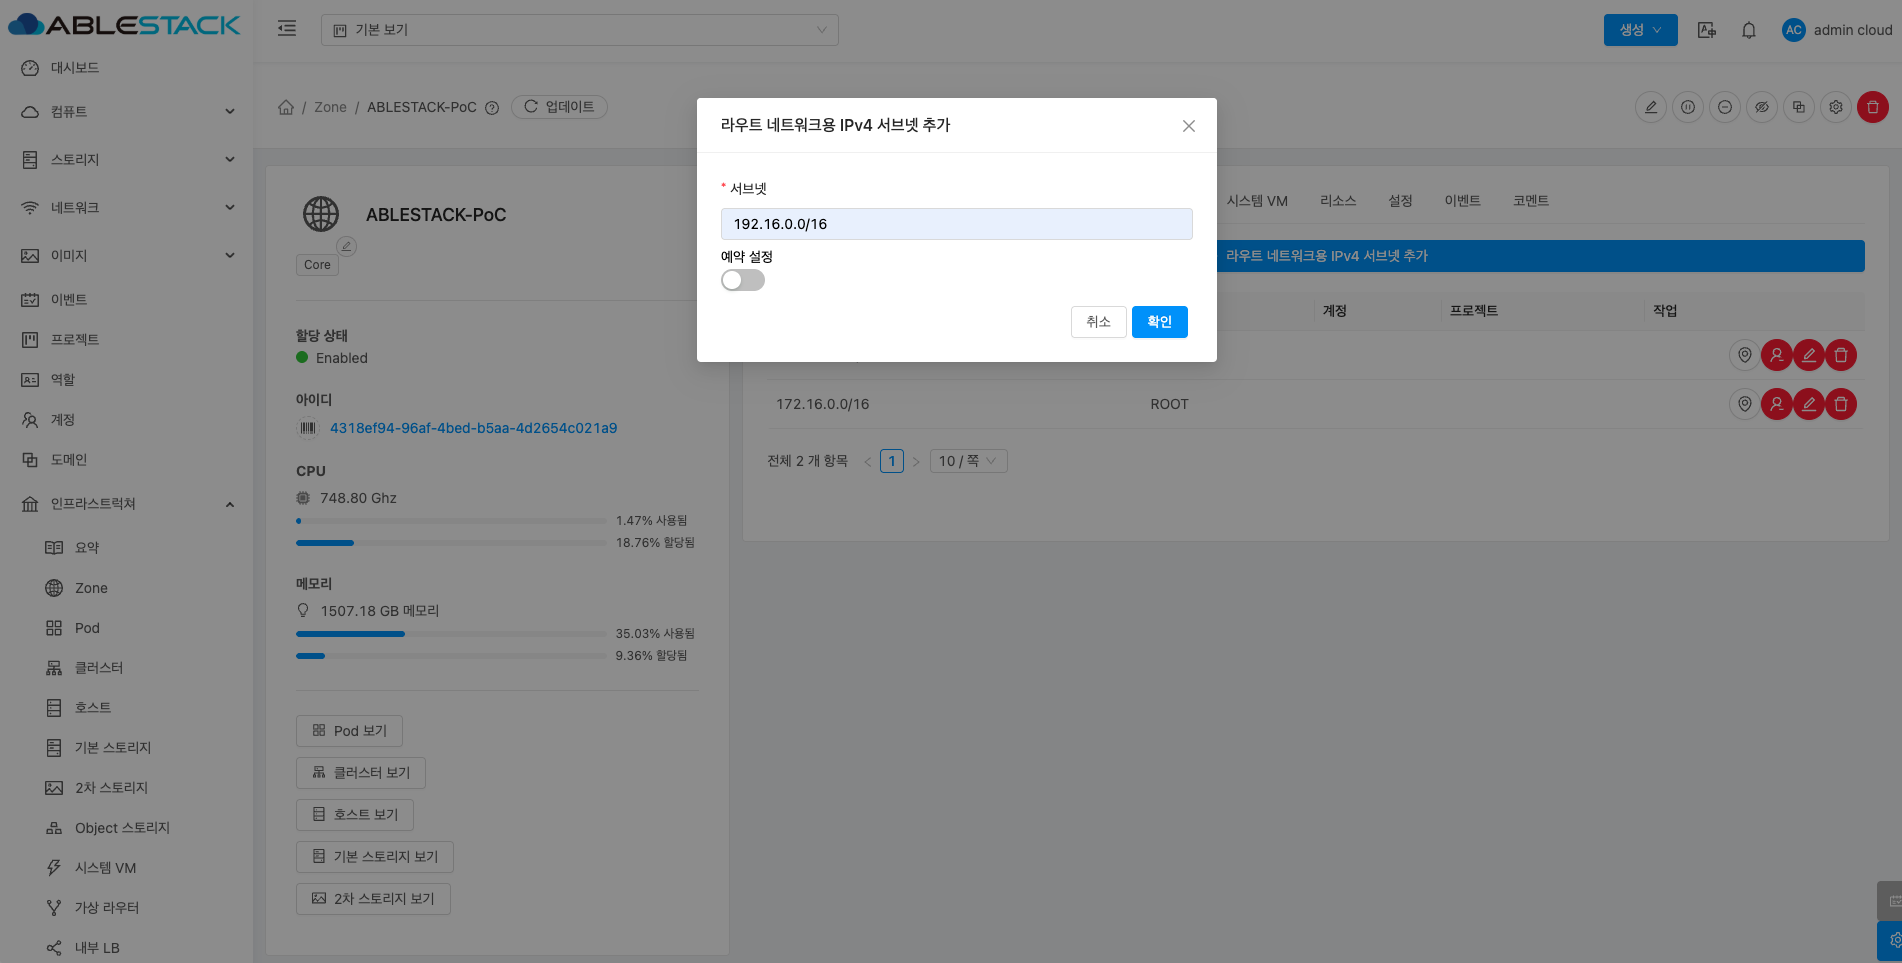 ABLESTACK
기본 보기
생성
AC
admin cloud
대시보드
컴퓨트
스토리지
네트워크
이미지
이벤트
프로젝트
역할
계정
도메인
인프라스트럭쳐
요약
Zone
Pod
클러스터
호스트
기본 스토리지
2차 스토리지
Object 스토리지
시스템 VM
가상 라우터
내부 LB
/ Zone / ABLESTACK-PoC
업데이트
ABLESTACK-PoC
Core
할당 상태
Enabled
아이디
4318ef94-96af-4bed-b5aa-4d2654c021a9
CPU
748.80 Ghz
1.47% 사용됨
18.76% 할당됨
메모리
1507.18 GB 메모리
35.03% 사용됨
9.36% 할당됨
Pod 보기
클러스터 보기
호스트 보기
기본 스토리지 보기
2차 스토리지 보기
라우트 네트워크용 IPv4 서브넷 추가
* 서브넷
192.16.0.0/16
예약 설정
취소
확인
시스템 VM
리소스
설정
이벤트
코멘트
라우트 네트워크용 IPv4 서브넷 추가
계정
프로젝트
작업
172.16.0.0/16
ROOT
전체 2 개 항목
1
10 / 쪽